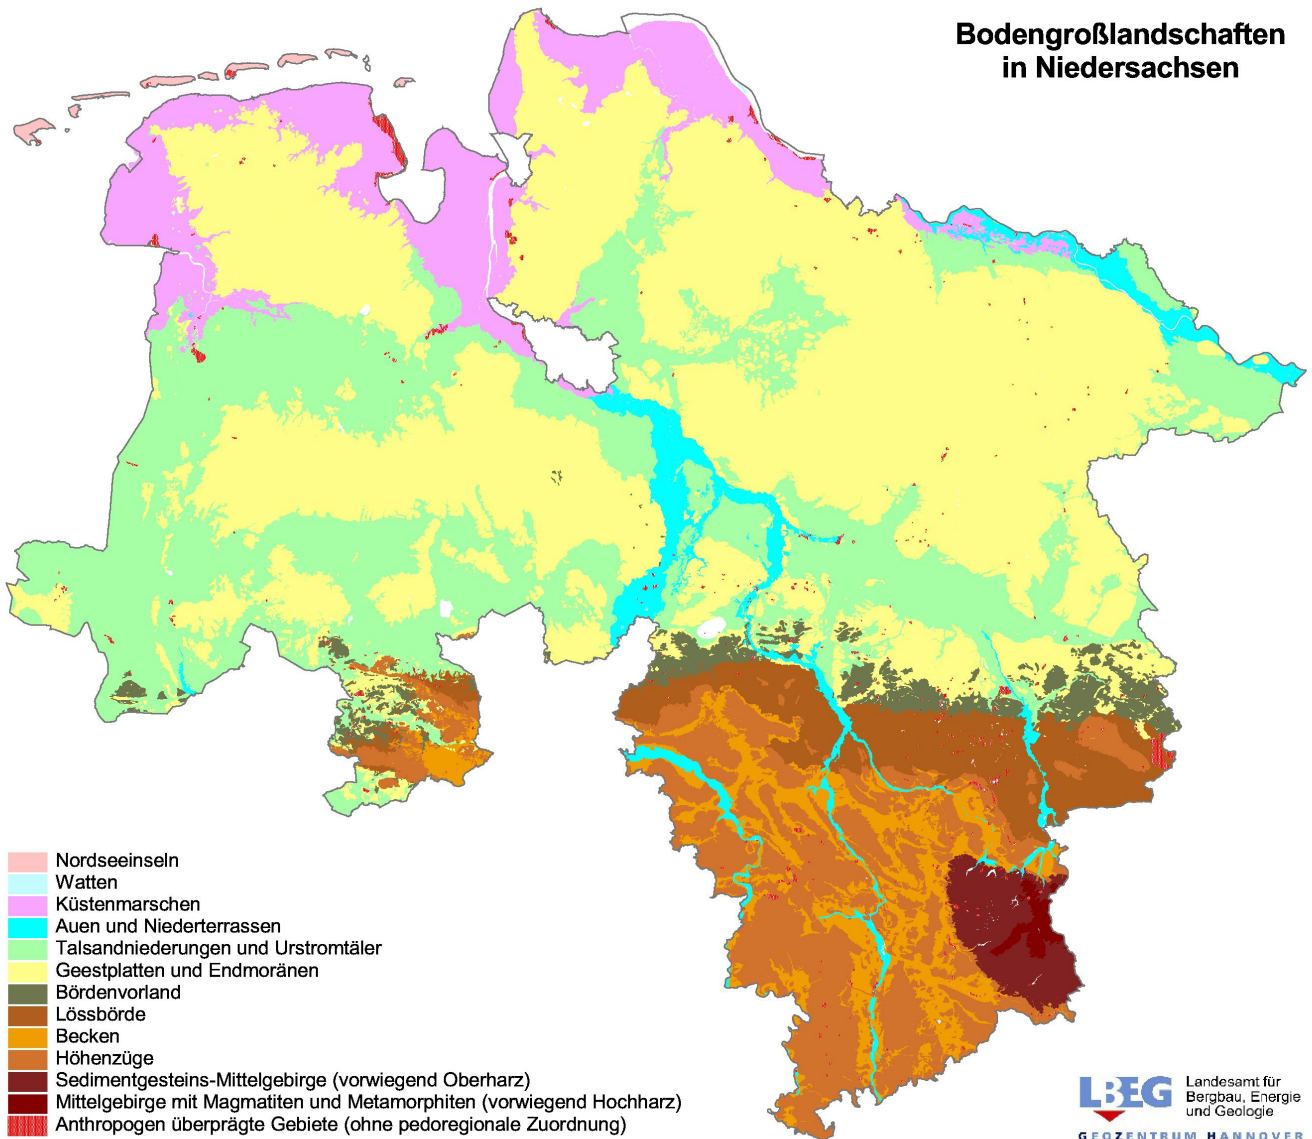 Bodengroßlandschaften
in Niedersachsen
Nordseeinseln
Watten
Küstenmarschen
Auen und Niederterrassen
Talsandniederungen und Urstromtäler
Geestplatten und Endmoränen
Bördenvorland
Lössbörde
Becken
Höhenzüge
Sedimentgesteins-Mittelgebirge (vorwiegend Oberharz)
Mittelgebirge mit Magmatiten und Metamorphiten (vorwiegend Hochharz)
Anthropogen überprägte Gebiete (ohne pedoregionale Zuordnung)
LBEG
Landesamt für
Bergbau, Energie
und Geologie
GEOZENTRUM HANNOVER